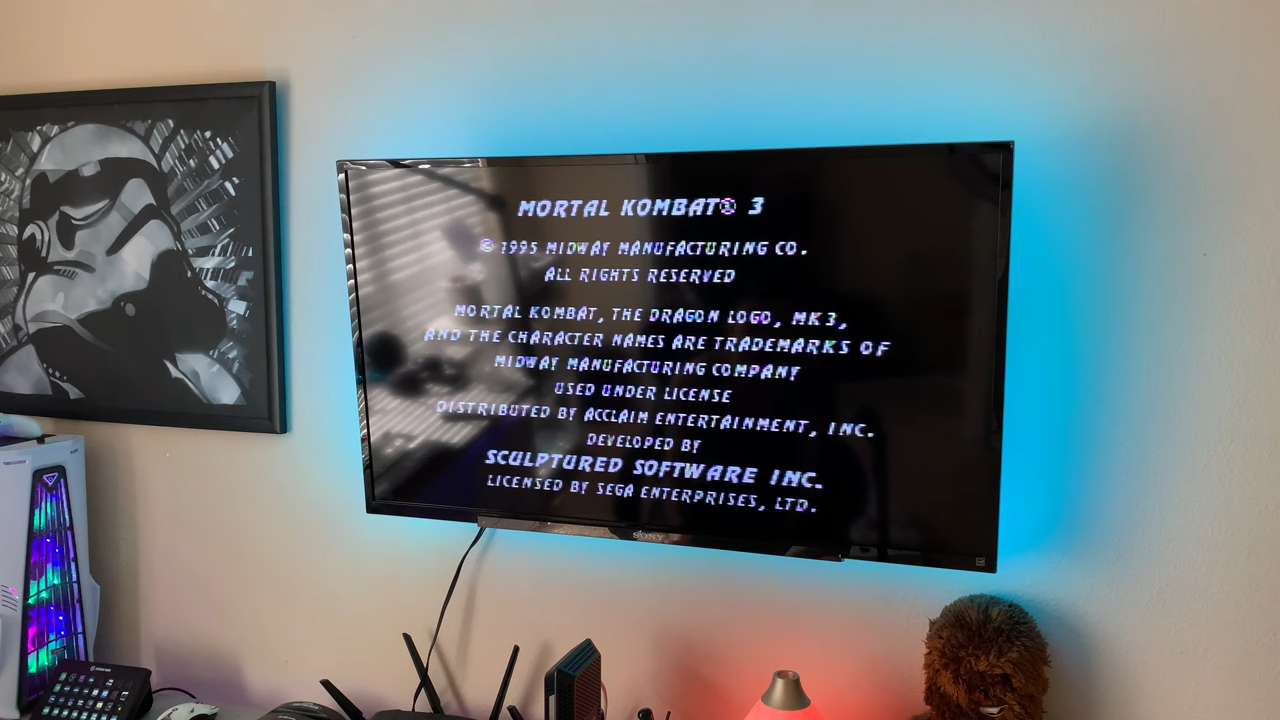 MORTAL KOMBAT® 3
© 1995 MIDWAY MANUFACTURING CO.
ALL RIGHTS RESERVED
MORTAL KOMBAT, THE DRAGON LOGO, MK3,
AND THE CHARACTER NAMES ARE TRADEMARKS OF
MIDWAY MANUFACTURING COMPANY
USED UNDER LICENSE
DISTRIBUTED BY ACCLAIM ENTERTAINMENT, INC.
DEVELOPED BY
SCULPTURED SOFTWARE INC.
LICENSED BY SEGA ENTERPRISES, LTD.
SONY